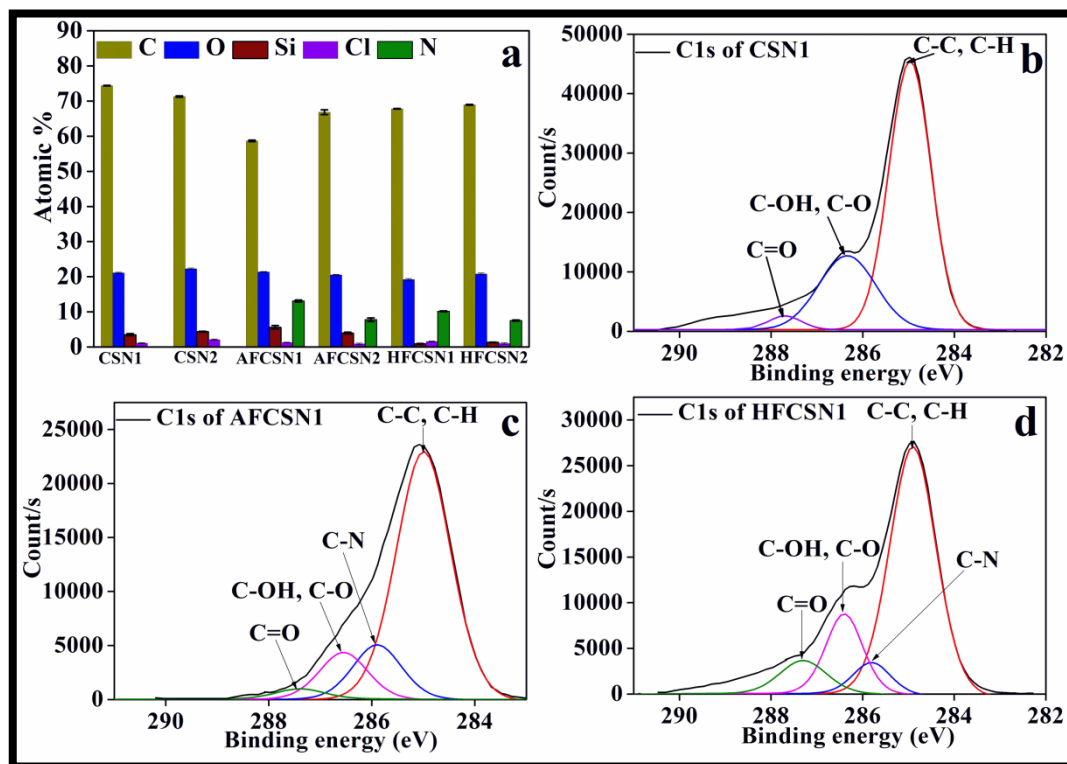 a
C O Si Cl N
Atomic %
90
80
70
60
50
40
30
20
10
0
CSN1 CSN2 AFCSN1 AFCSN2 HFCSN1 HFCSN2
b
C1s of CSN1
C-C, C-H
C-OH, C-O
C=O
Count/s
50000
40000
30000
20000
10000
0
290 288 286 284 282
Binding energy (eV)
c
C1s of AFCSN1
C-C, C-H
C-N
C-OH, C-O
C=O
Count/s
25000
20000
15000
10000
5000
0
290 288 286 284
Binding energy (eV)
d
C1s of HFCSN1
C-C, C-H
C-OH, C-O
C-N
C=O
Count/s
30000
25000
20000
15000
10000
5000
0
290 288 286 284 282
Binding energy (eV)